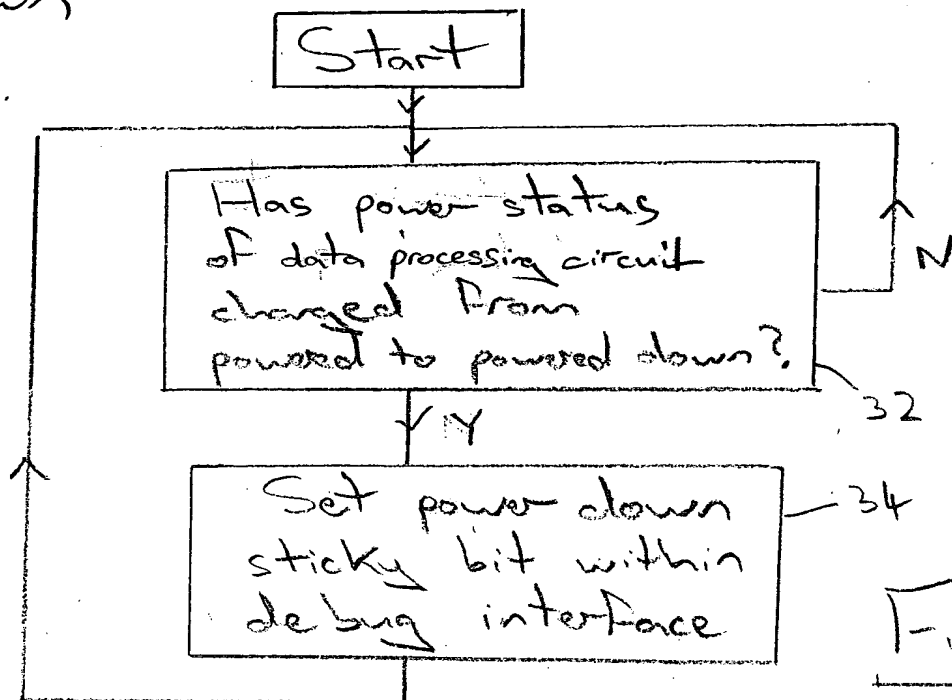 Start
Has power status
of data processing circuit
changed from
powered to powered down?
N
32
Y
Set power down
sticky bit within
debug interface
34